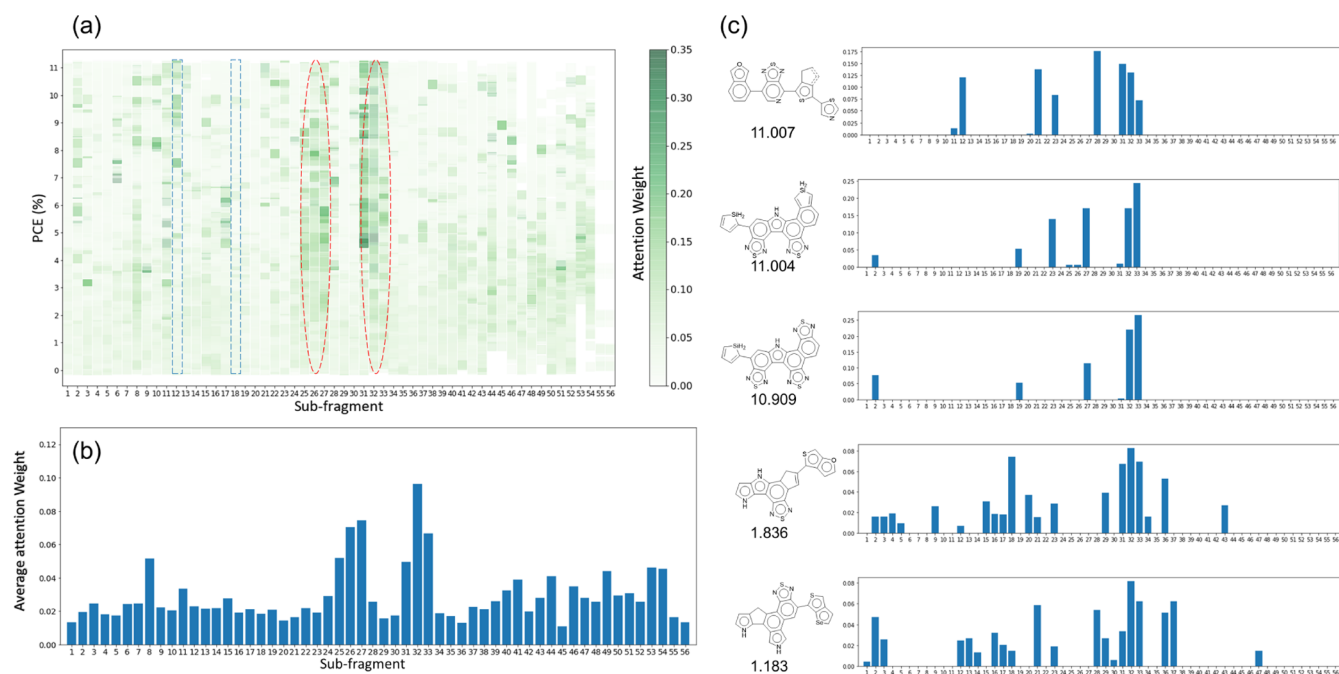 (a)
PCE (%)
11
10
9
8
7
6
5
4
3
2
1
0
1 2 3 4 5 6 7 8 9 10 11 12 13 14 15 16 17 18 19 20 21 22 23 24 25 26 27 28 29 30 31 32 33 34 35 36 37 38 39 40 41 42 43 44 45 46 47 48 49 50 51 52 53 54 55 56
Sub-fragment
0.35
0.30
0.25
0.20
0.15
0.10
0.05
0.00
Attention Weight
(b)
Average attention Weight
0.12
0.10
0.08
0.06
0.04
0.02
0.00
1 2 3 4 5 6 7 8 9 10 11 12 13 14 15 16 17 18 19 20 21 22 23 24 25 26 27 28 29 30 31 32 33 34 35 36 37 38 39 40 41 42 43 44 45 46 47 48 49 50 51 52 53 54 55 56
Sub-fragment
(c)
O N S N N S S N
11.007
0.175
0.150
0.125
0.100
0.075
0.050
0.025
0.000
1 2 3 4 5 6 7 8 9 10 11 12 13 14 15 16 17 18 19 20 21 22 23 24 25 26 27 28 29 30 31 32 33 34 35 36 37 38 39 40 41 42 43 44 45 46 47 48 49 50 51 52 53 54 55 56
H2
Si
SiH2
H
N
N S N N S N
11.004
0.25
0.20
0.15
0.10
0.05
0.00
1 2 3 4 5 6 7 8 9 10 11 12 13 14 15 16 17 18 19 20 21 22 23 24 25 26 27 28 29 30 31 32 33 34 35 36 37 38 39 40 41 42 43 44 45 46 47 48 49 50 51 52 53 54 55 56
N S N
SiH2
H
N
N S N N S N
10.909
0.25
0.20
0.15
0.10
0.05
0.00
1 2 3 4 5 6 7 8 9 10 11 12 13 14 15 16 17 18 19 20 21 22 23 24 25 26 27 28 29 30 31 32 33 34 35 36 37 38 39 40 41 42 43 44 45 46 47 48 49 50 51 52 53 54 55 56
S O
H
N
N
H
N S N
1.836
0.08
0.06
0.04
0.02
0.00
1 2 3 4 5 6 7 8 9 10 11 12 13 14 15 16 17 18 19 20 21 22 23 24 25 26 27 28 29 30 31 32 33 34 35 36 37 38 39 40 41 42 43 44 45 46 47 48 49 50 51 52 53 54 55 56
N S N
S
Se
N
H
N
H
1.183
0.08
0.06
0.04
0.02
0.00
1 2 3 4 5 6 7 8 9 10 11 12 13 14 15 16 17 18 19 20 21 22 23 24 25 26 27 28 29 30 31 32 33 34 35 36 37 38 39 40 41 42 43 44 45 46 47 48 49 50 51 52 53 54 55 56